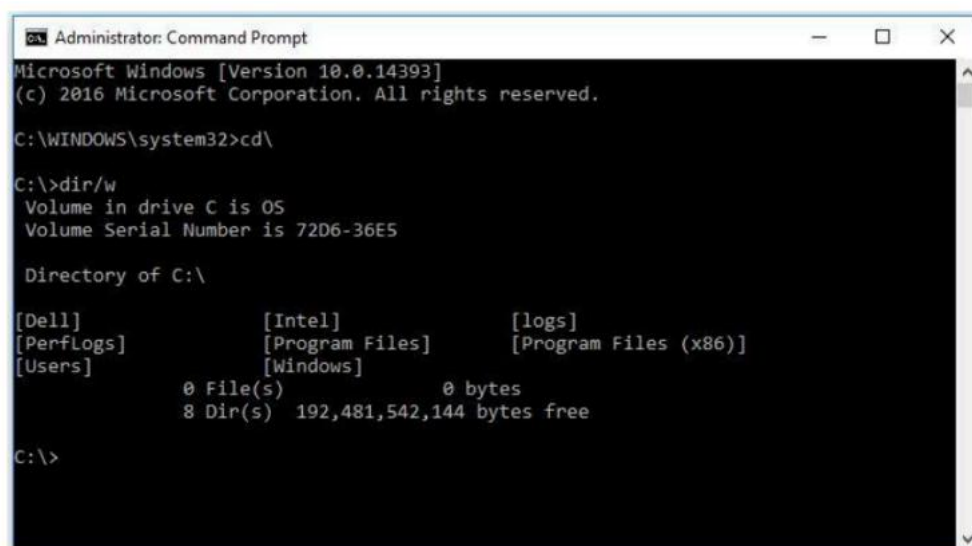 Administrator: Command Prompt
Microsoft Windows [Version 10.0.14393]
(c) 2016 Microsoft Corporation. All rights reserved.
C:\WINDOWS\system32>cd\
C:\>dir/w
Volume in drive C is OS
Volume Serial Number is 72D6-36E5
Directory of C:\
[Dell] [Intel] [logs]
[PerfLogs] [Program Files] [Program Files (x86)]
[Users] [Windows]
0 File(s) 0 bytes
8 Dir(s) 192,481,542,144 bytes free
C:\>